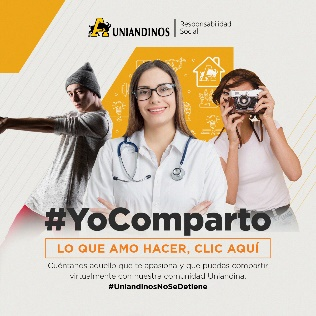 UNIANDINOS
Responsabilidad
Social
#YoComparto
LO QUE AMO HACER, CLIC AQUÍ
Cuéntanos aquello que te apasiona y que puedas compartir
virtualmente con nuestra comunidad Uniandina.
#UniandinosNoSeDetiene